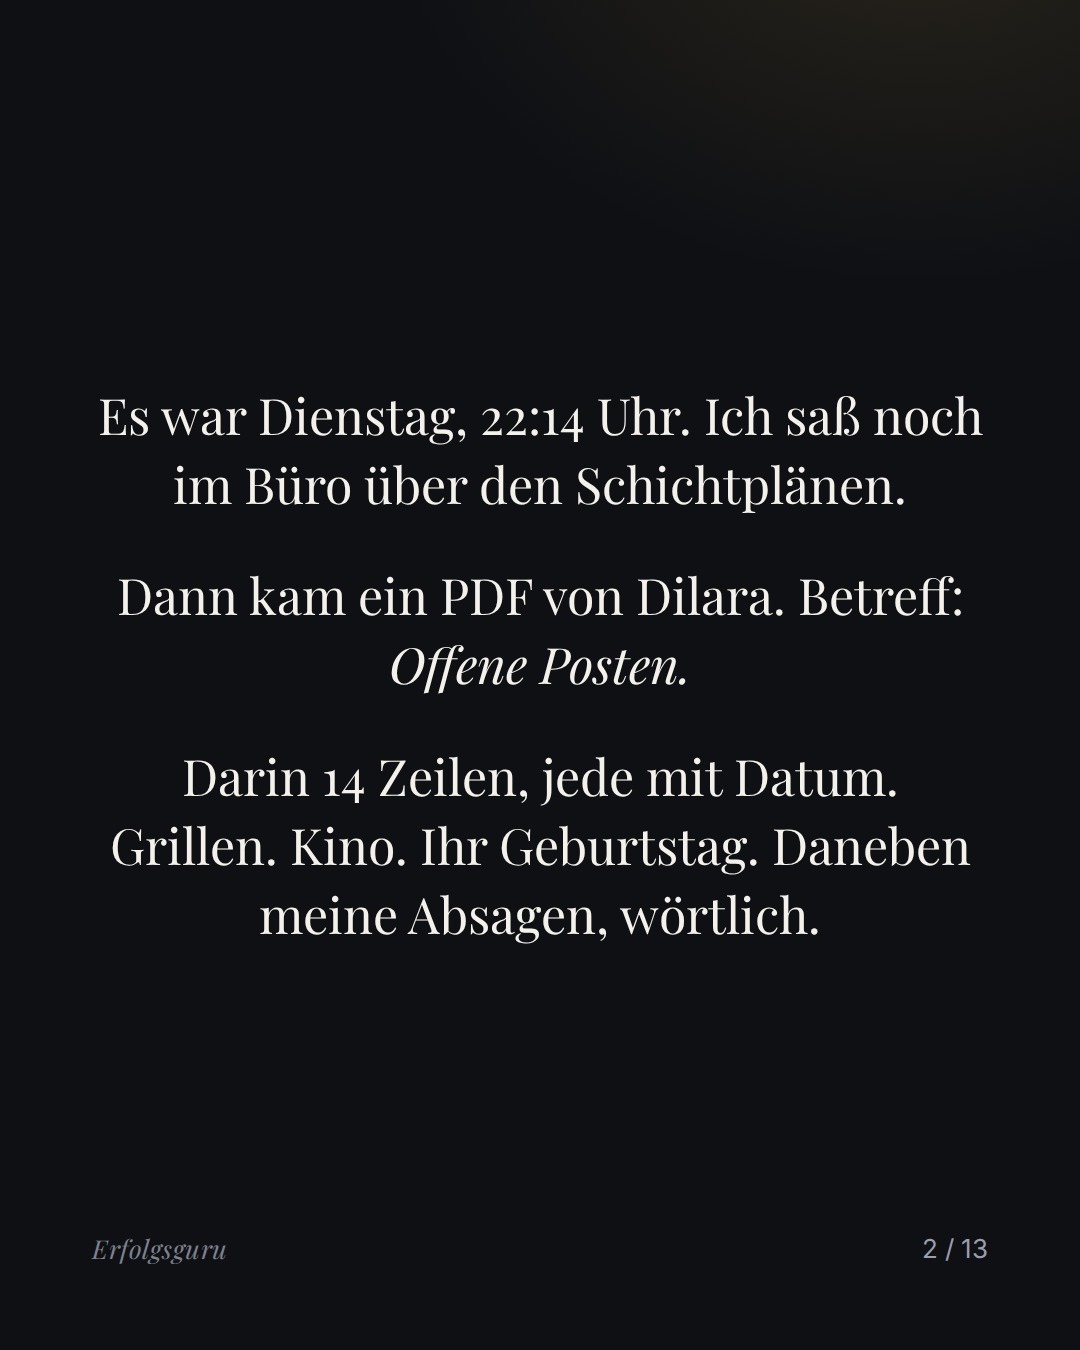 Es war Dienstag, 22:14 Uhr. Ich saß noch
im Büro über den Schichtplänen.
Dann kam ein PDF von Dilara. Betreff:
Offene Posten.
Darin 14 Zeilen, jede mit Datum.
Grillen. Kino. Ihr Geburtstag. Daneben
meine Absagen, wörtlich.
Erfolgsguru
2 / 13